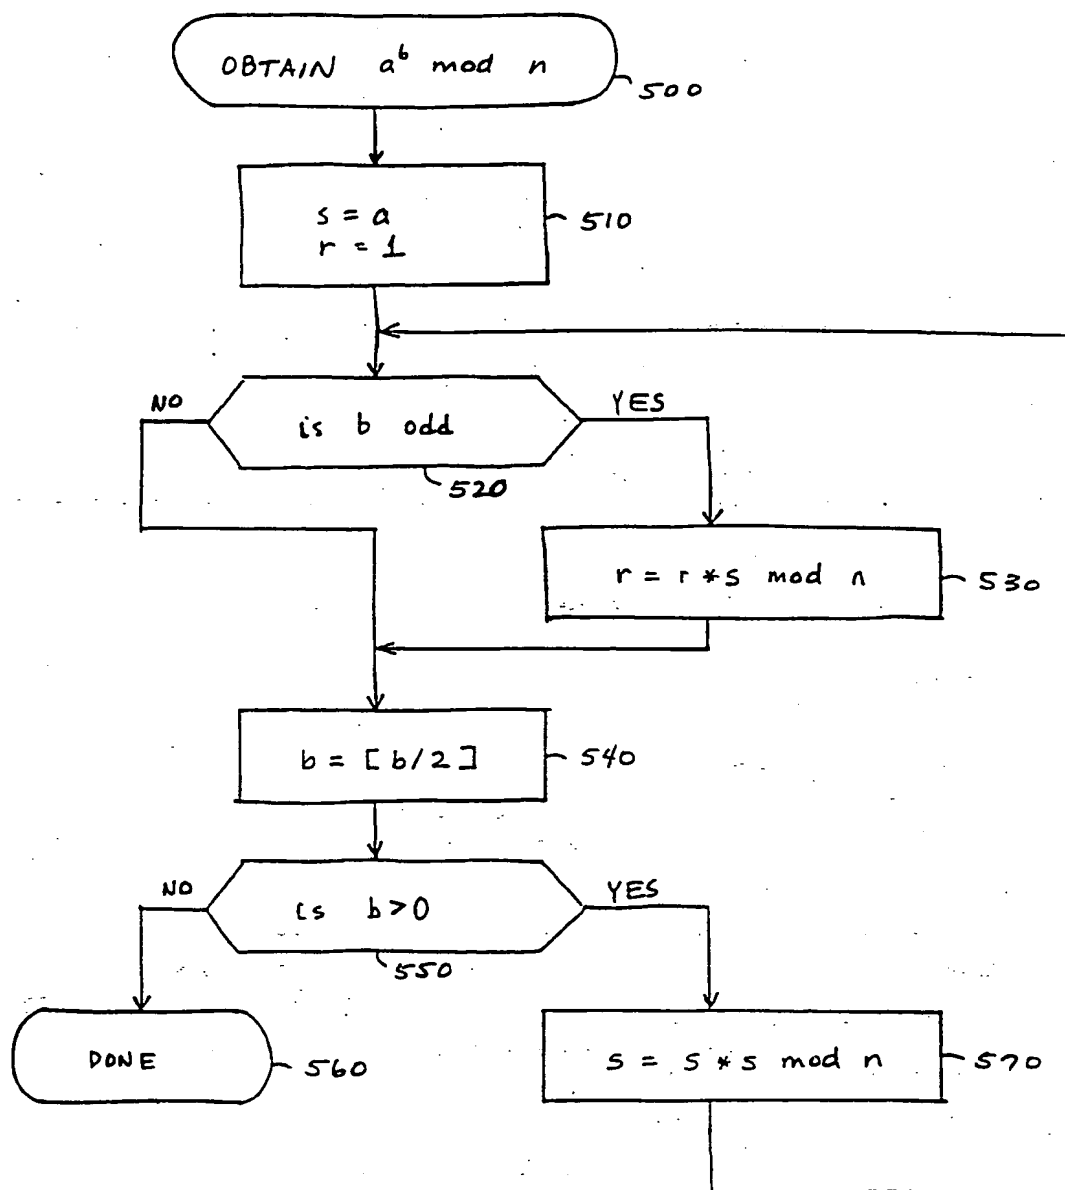 OBTAIN a^b mod n
500
s = a
r = 1
510
NO
is b odd
YES
520
r = r * s mod n
530
b = [b/2]
540
NO
is b > 0
YES
550
DONE
560
s = s * s mod n
570